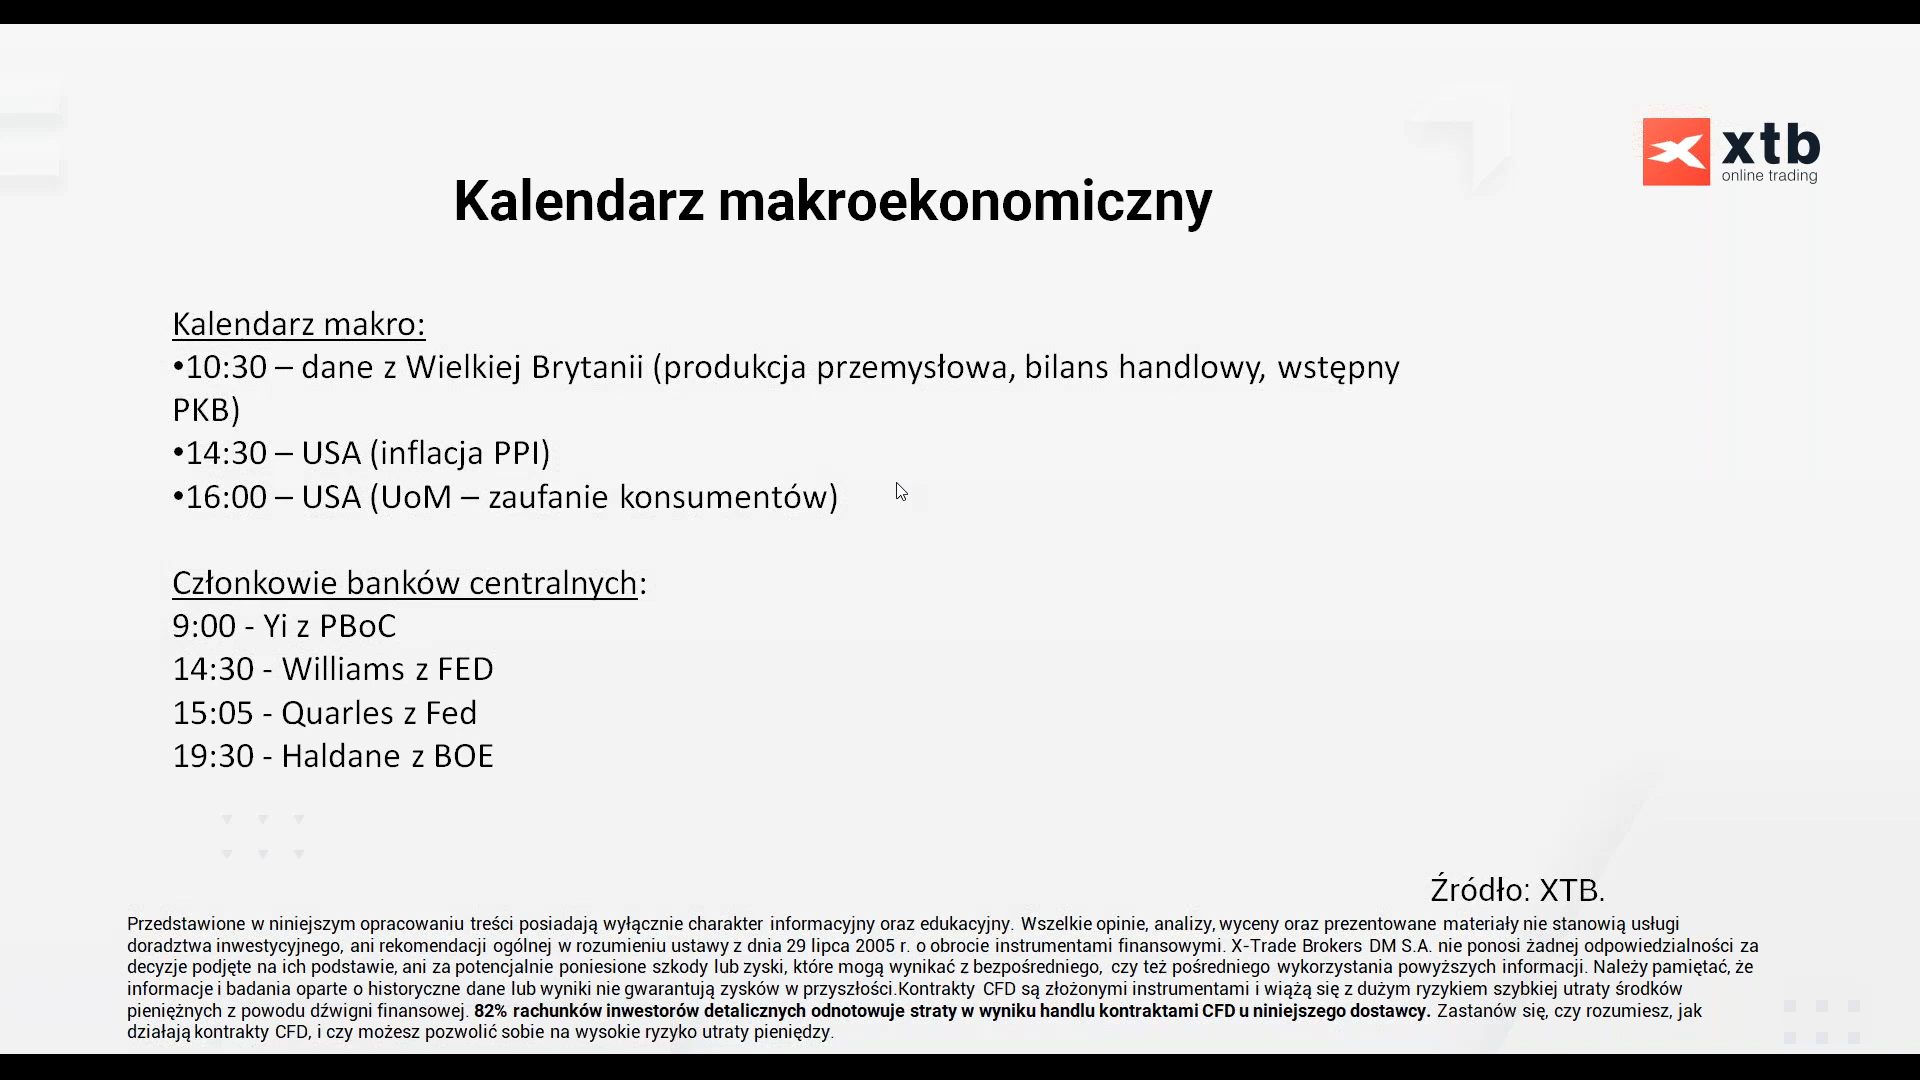 xtb
online trading
Kalendarz makroekonomiczny
Kalendarz makro:
•10:30 – dane z Wielkiej Brytanii (produkcja przemysłowa, bilans handlowy, wstępny
PKB)
•14:30 – USA (inflacja PPI)
•16:00 – USA (UoM – zaufanie konsumentów)
Członkowie banków centralnych:
9:00 - Yi z PBoC
14:30 - Williams z FED
15:05 - Quarles z Fed
19:30 - Haldane z BOE
Źródło: XTB.
Przedstawione w niniejszym opracowaniu treści posiadają wyłącznie charakter informacyjny oraz edukacyjny. Wszelkie opinie, analizy, wyceny oraz prezentowane materiały nie stanowią usługi
doradztwa inwestycyjnego, ani rekomendacji ogólnej w rozumieniu ustawy z dnia 29 lipca 2005 r. o obrocie instrumentami finansowymi. X-Trade Brokers DM S.A. nie ponosi żadnej odpowiedzialności za
decyzje podjęte na ich podstawie, ani za potencjalnie poniesione szkody lub zyski, które mogą wynikać z bezpośredniego, czy też pośredniego wykorzystania powyższych informacji. Należy pamiętać, że
informacje i badania oparte o historyczne dane lub wyniki nie gwarantują zysków w przyszłości.Kontrakty CFD są złożonymi instrumentami i wiążą się z dużym ryzykiem szybkiej utraty środków
pieniężnych z powodu dźwigni finansowej. 82% rachunków inwestorów detalicznych odnotowuje straty w wyniku handlu kontraktami CFD u niniejszego dostawcy. Zastanów się, czy rozumiesz, jak
działają kontrakty CFD, i czy możesz pozwolić sobie na wysokie ryzyko utraty pieniędzy.